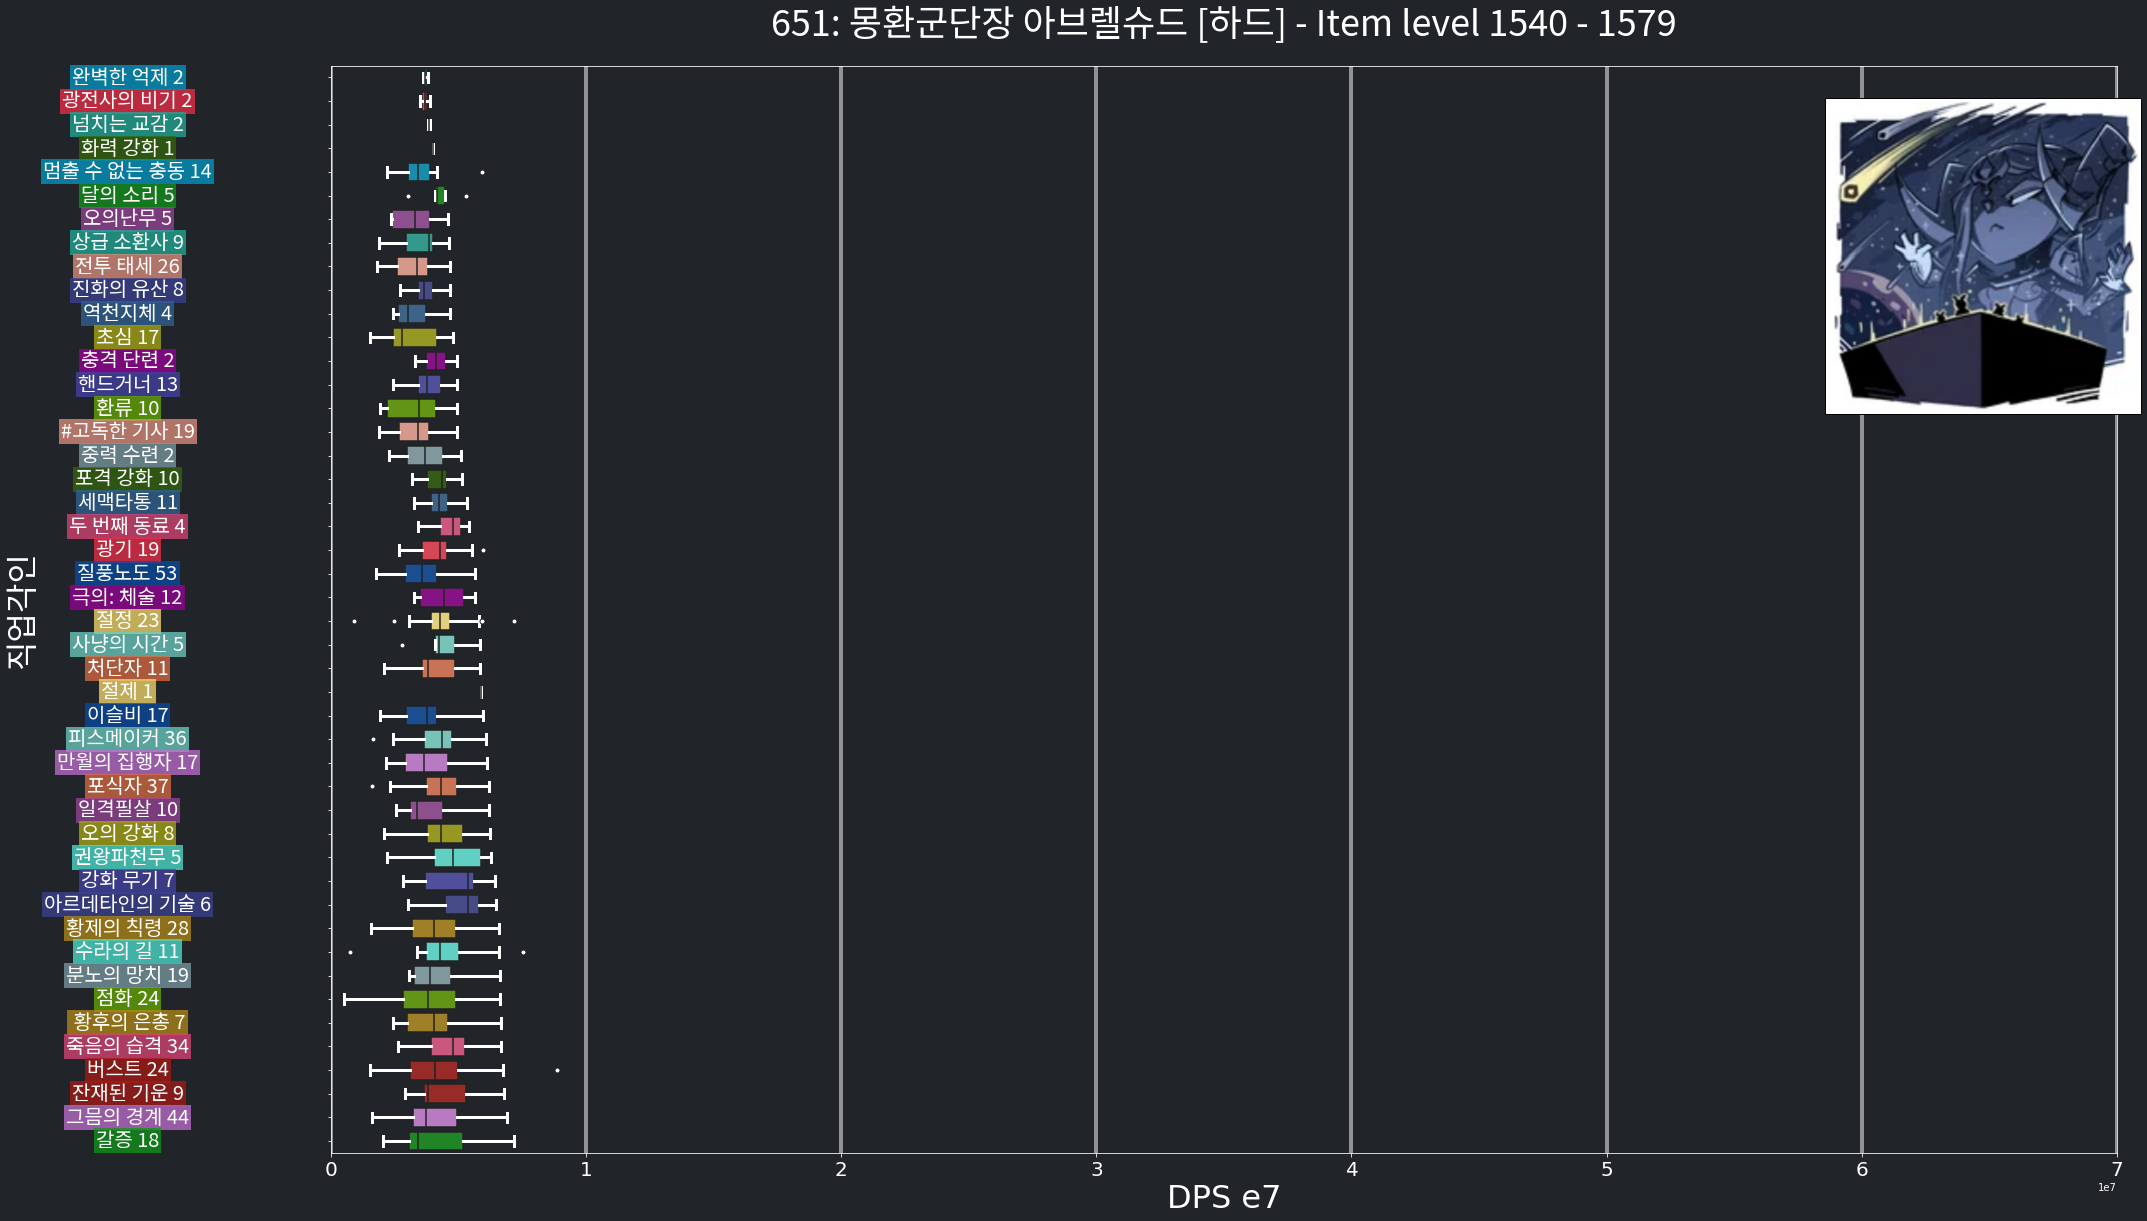 651: 몽환군단장 아브렐슈드 [하드] - Item level 1540 - 1579
직업각인
완벽한 억제 2
광전사의 비기 2
넘치는 교감 2
화력 강화 1
멈출 수 없는 충동 14
달의 소리 5
오의난무 5
상급 소환사 9
전투 태세 26
진화의 유산 8
역천지체 4
초심 17
충격 단련 2
핸드거너 13
환류 10
#고독한 기사 19
중력 수련 2
포격 강화 10
세맥타통 11
두 번째 동료 4
광기 19
질풍노도 53
극의: 체술 12
절정 23
사냥의 시간 5
처단자 11
절제 1
이슬비 17
피스메이커 36
만월의 집행자 17
포식자 37
일격필살 10
오의 강화 8
권왕파천무 5
강화 무기 7
아르데타인의 기술 6
황제의 칙령 28
수라의 길 11
분노의 망치 19
점화 24
황후의 은총 7
죽음의 습격 34
버스트 24
잔재된 기운 9
그믐의 경계 44
갈증 18
0 1 2 3 4 5 6 7
1e7
DPS e7